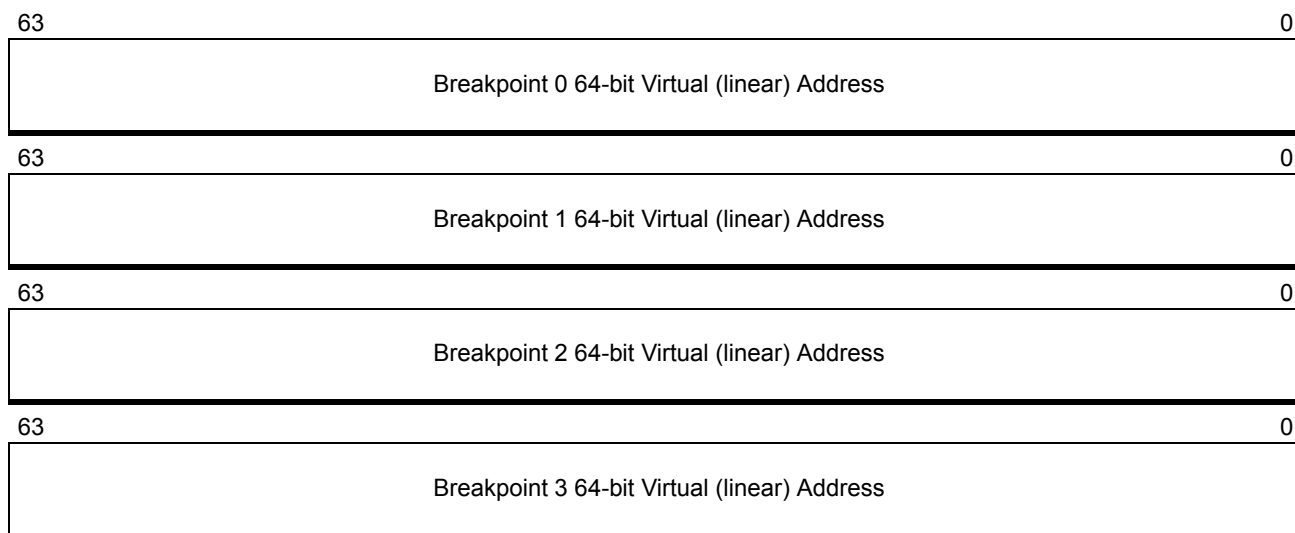 63 0
Breakpoint 0 64-bit Virtual (linear) Address
63 0
Breakpoint 1 64-bit Virtual (linear) Address
63 0
Breakpoint 2 64-bit Virtual (linear) Address
63 0
Breakpoint 3 64-bit Virtual (linear) Address